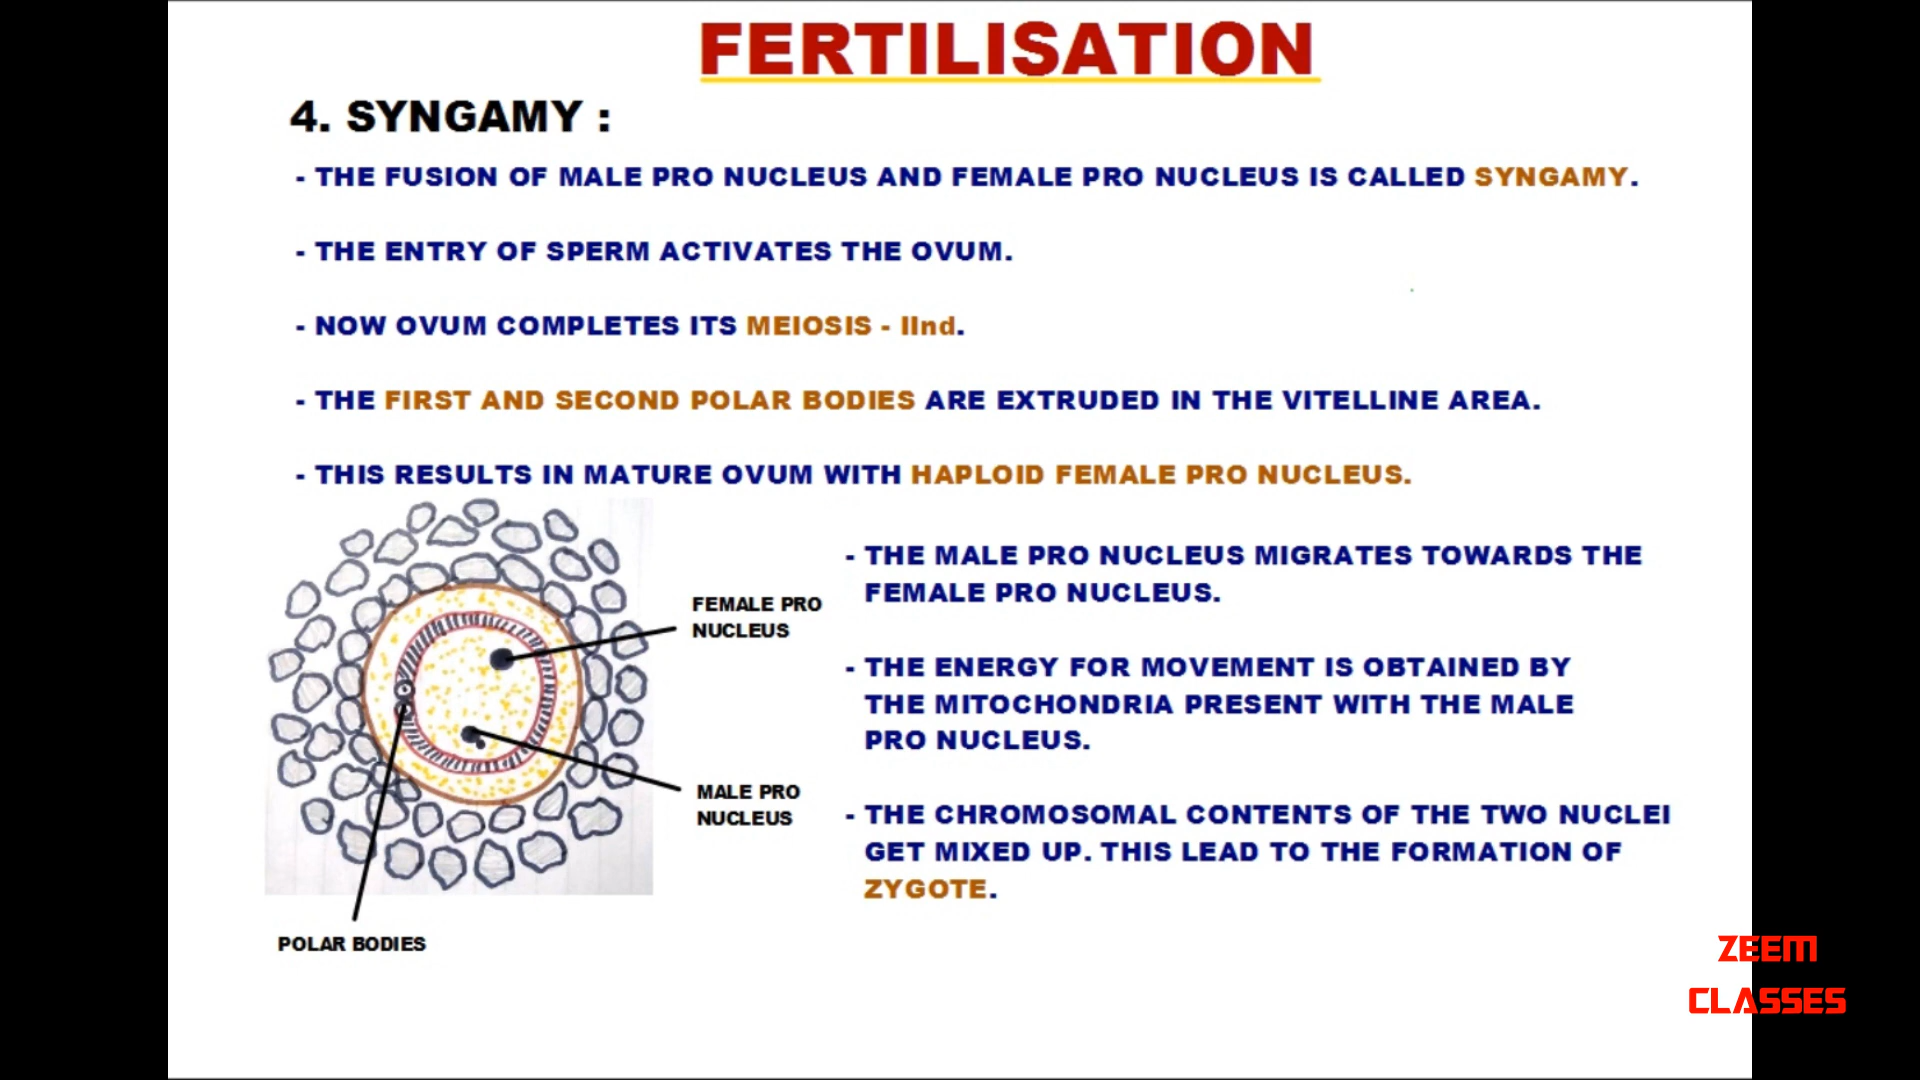 FERTILISATION
4. SYNGAMY :
- THE FUSION OF MALE PRO NUCLEUS AND FEMALE PRO NUCLEUS IS CALLED SYNGAMY.
- THE ENTRY OF SPERM ACTIVATES THE OVUM.
- NOW OVUM COMPLETES ITS MEIOSIS - IInd.
- THE FIRST AND SECOND POLAR BODIES ARE EXTRUDED IN THE VITELLINE AREA.
- THIS RESULTS IN MATURE OVUM WITH HAPLOID FEMALE PRO NUCLEUS.
FEMALE PRO
NUCLEUS
MALE PRO
NUCLEUS
POLAR BODIES
- THE MALE PRO NUCLEUS MIGRATES TOWARDS THE
FEMALE PRO NUCLEUS.
- THE ENERGY FOR MOVEMENT IS OBTAINED BY
THE MITOCHONDRIA PRESENT WITH THE MALE
PRO NUCLEUS.
- THE CHROMOSOMAL CONTENTS OF THE TWO NUCLEI
GET MIXED UP. THIS LEAD TO THE FORMATION OF
ZYGOTE.
ZEEM
CLASSES